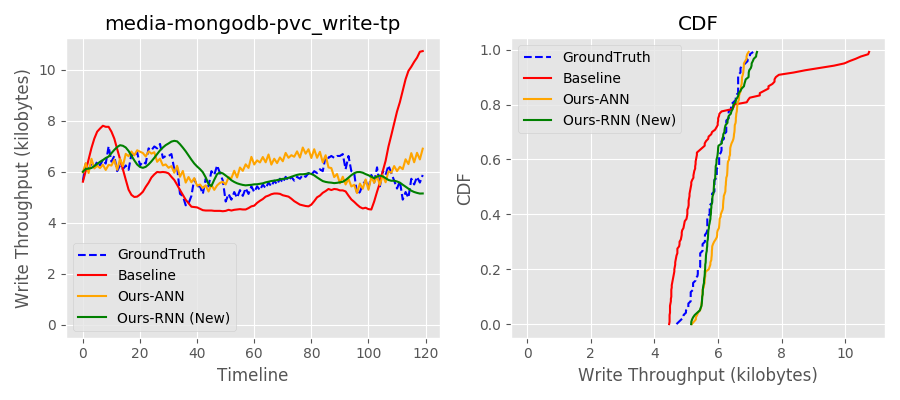 media-mongodb-pvc_write-tp
Write Throughput (kilobytes)
10
8
6
4
2
0
GroundTruth
Baseline
Ours-ANN
Ours-RNN (New)
0 20 40 60 80 100 120
Timeline
CDF
CDF
1.0
0.8
0.6
0.4
0.2
0.0
GroundTruth
Baseline
Ours-ANN
Ours-RNN (New)
0 2 4 6 8 10
Write Throughput (kilobytes)